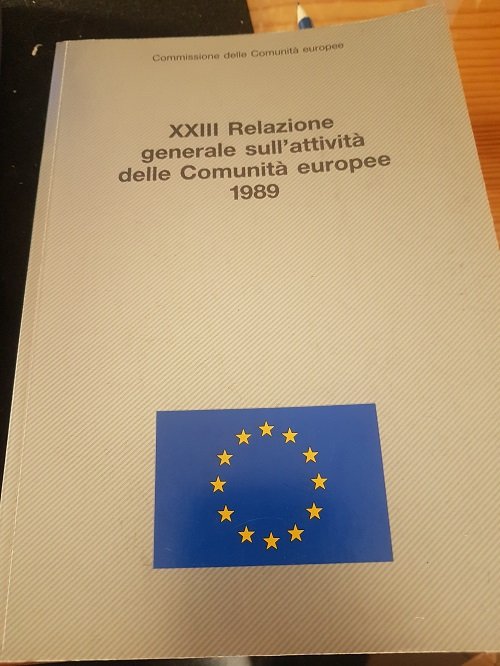 Commissione delle Comunità europee
XXIII Relazione
generale sull'attività
delle Comunità europee
1989